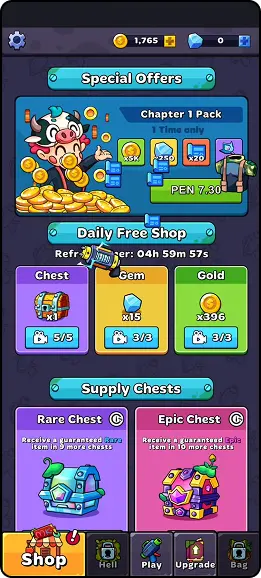 1,765
0
Special Offers
Chapter 1 Pack
1 Time only
x5K
x20
PEN 7.30
Daily Free Shop
04h 59m 57s
Chest
Gem
Gold
x1
x15
x396
5/5
3/3
3/3
Supply Chests
Rare Chest
Epic Chest
Receive a guaranteed Rare
item in 9 more chests
Receive a guaranteed Epic
item in 10 more chests
Shop
Hell
Play
Upgrade
Bag